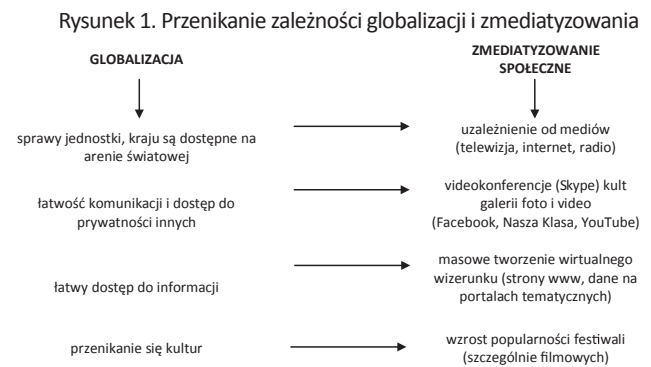 Rysunek 1. Przenikanie zależności globalizacji i zmediatyzowania
GLOBALIZACJA
ZMEDIATYZOWANIE
SPOŁECZNE
sprawy jednostki, kraju są dostępne na
arenie światowej
uzależnienie od mediów
(telewizja, internet, radio)
łatwość komunikacji i dostęp do
prywatności innych
videokonferencje (Skype) kult
galerii foto i video
(Facebook, Nasza Klasa, YouTube)
łatwy dostęp do informacji
masowe tworzenie wirtualnego
wizerunku (strony www, dane na
portalach tematycznych)
przenikanie się kultur
wzrost popularności festiwali
(szczególnie filmowych)